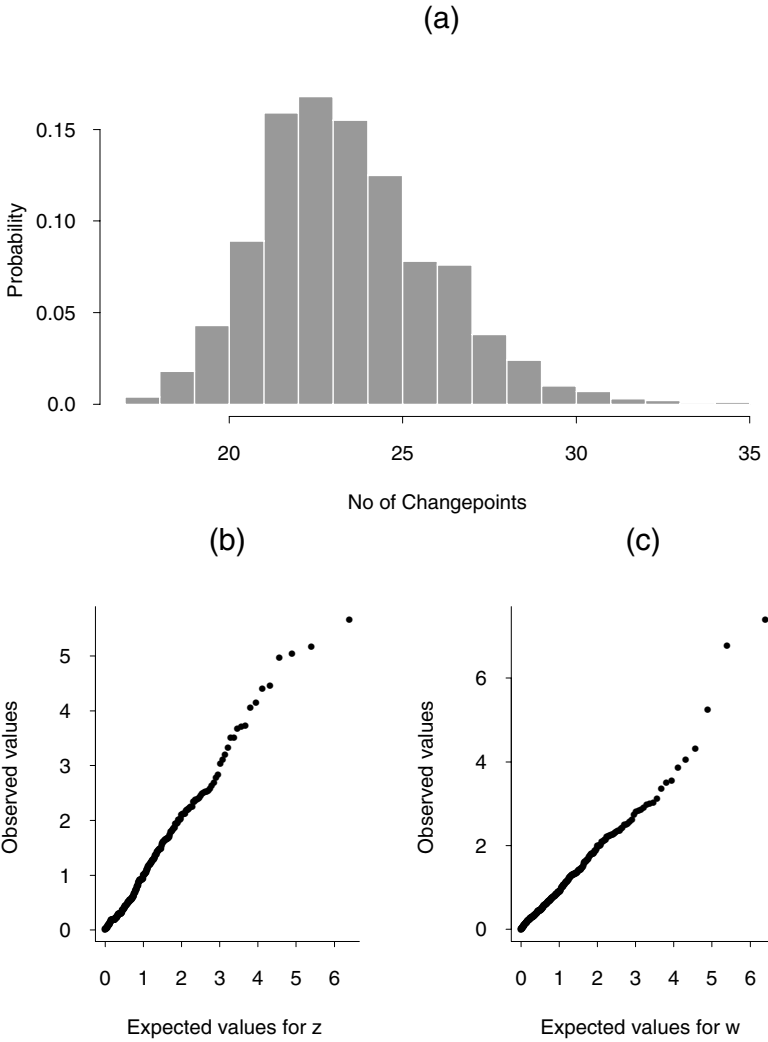 (a)
0.15
0.10
0.05
0.0
Probability
20 25 30 35
No of Changepoints
(b)
5
4
3
2
1
0
Observed values
0 1 2 3 4 5 6
Expected values for z
(c)
6
4
2
0
Observed values
0 1 2 3 4 5 6
Expected values for w